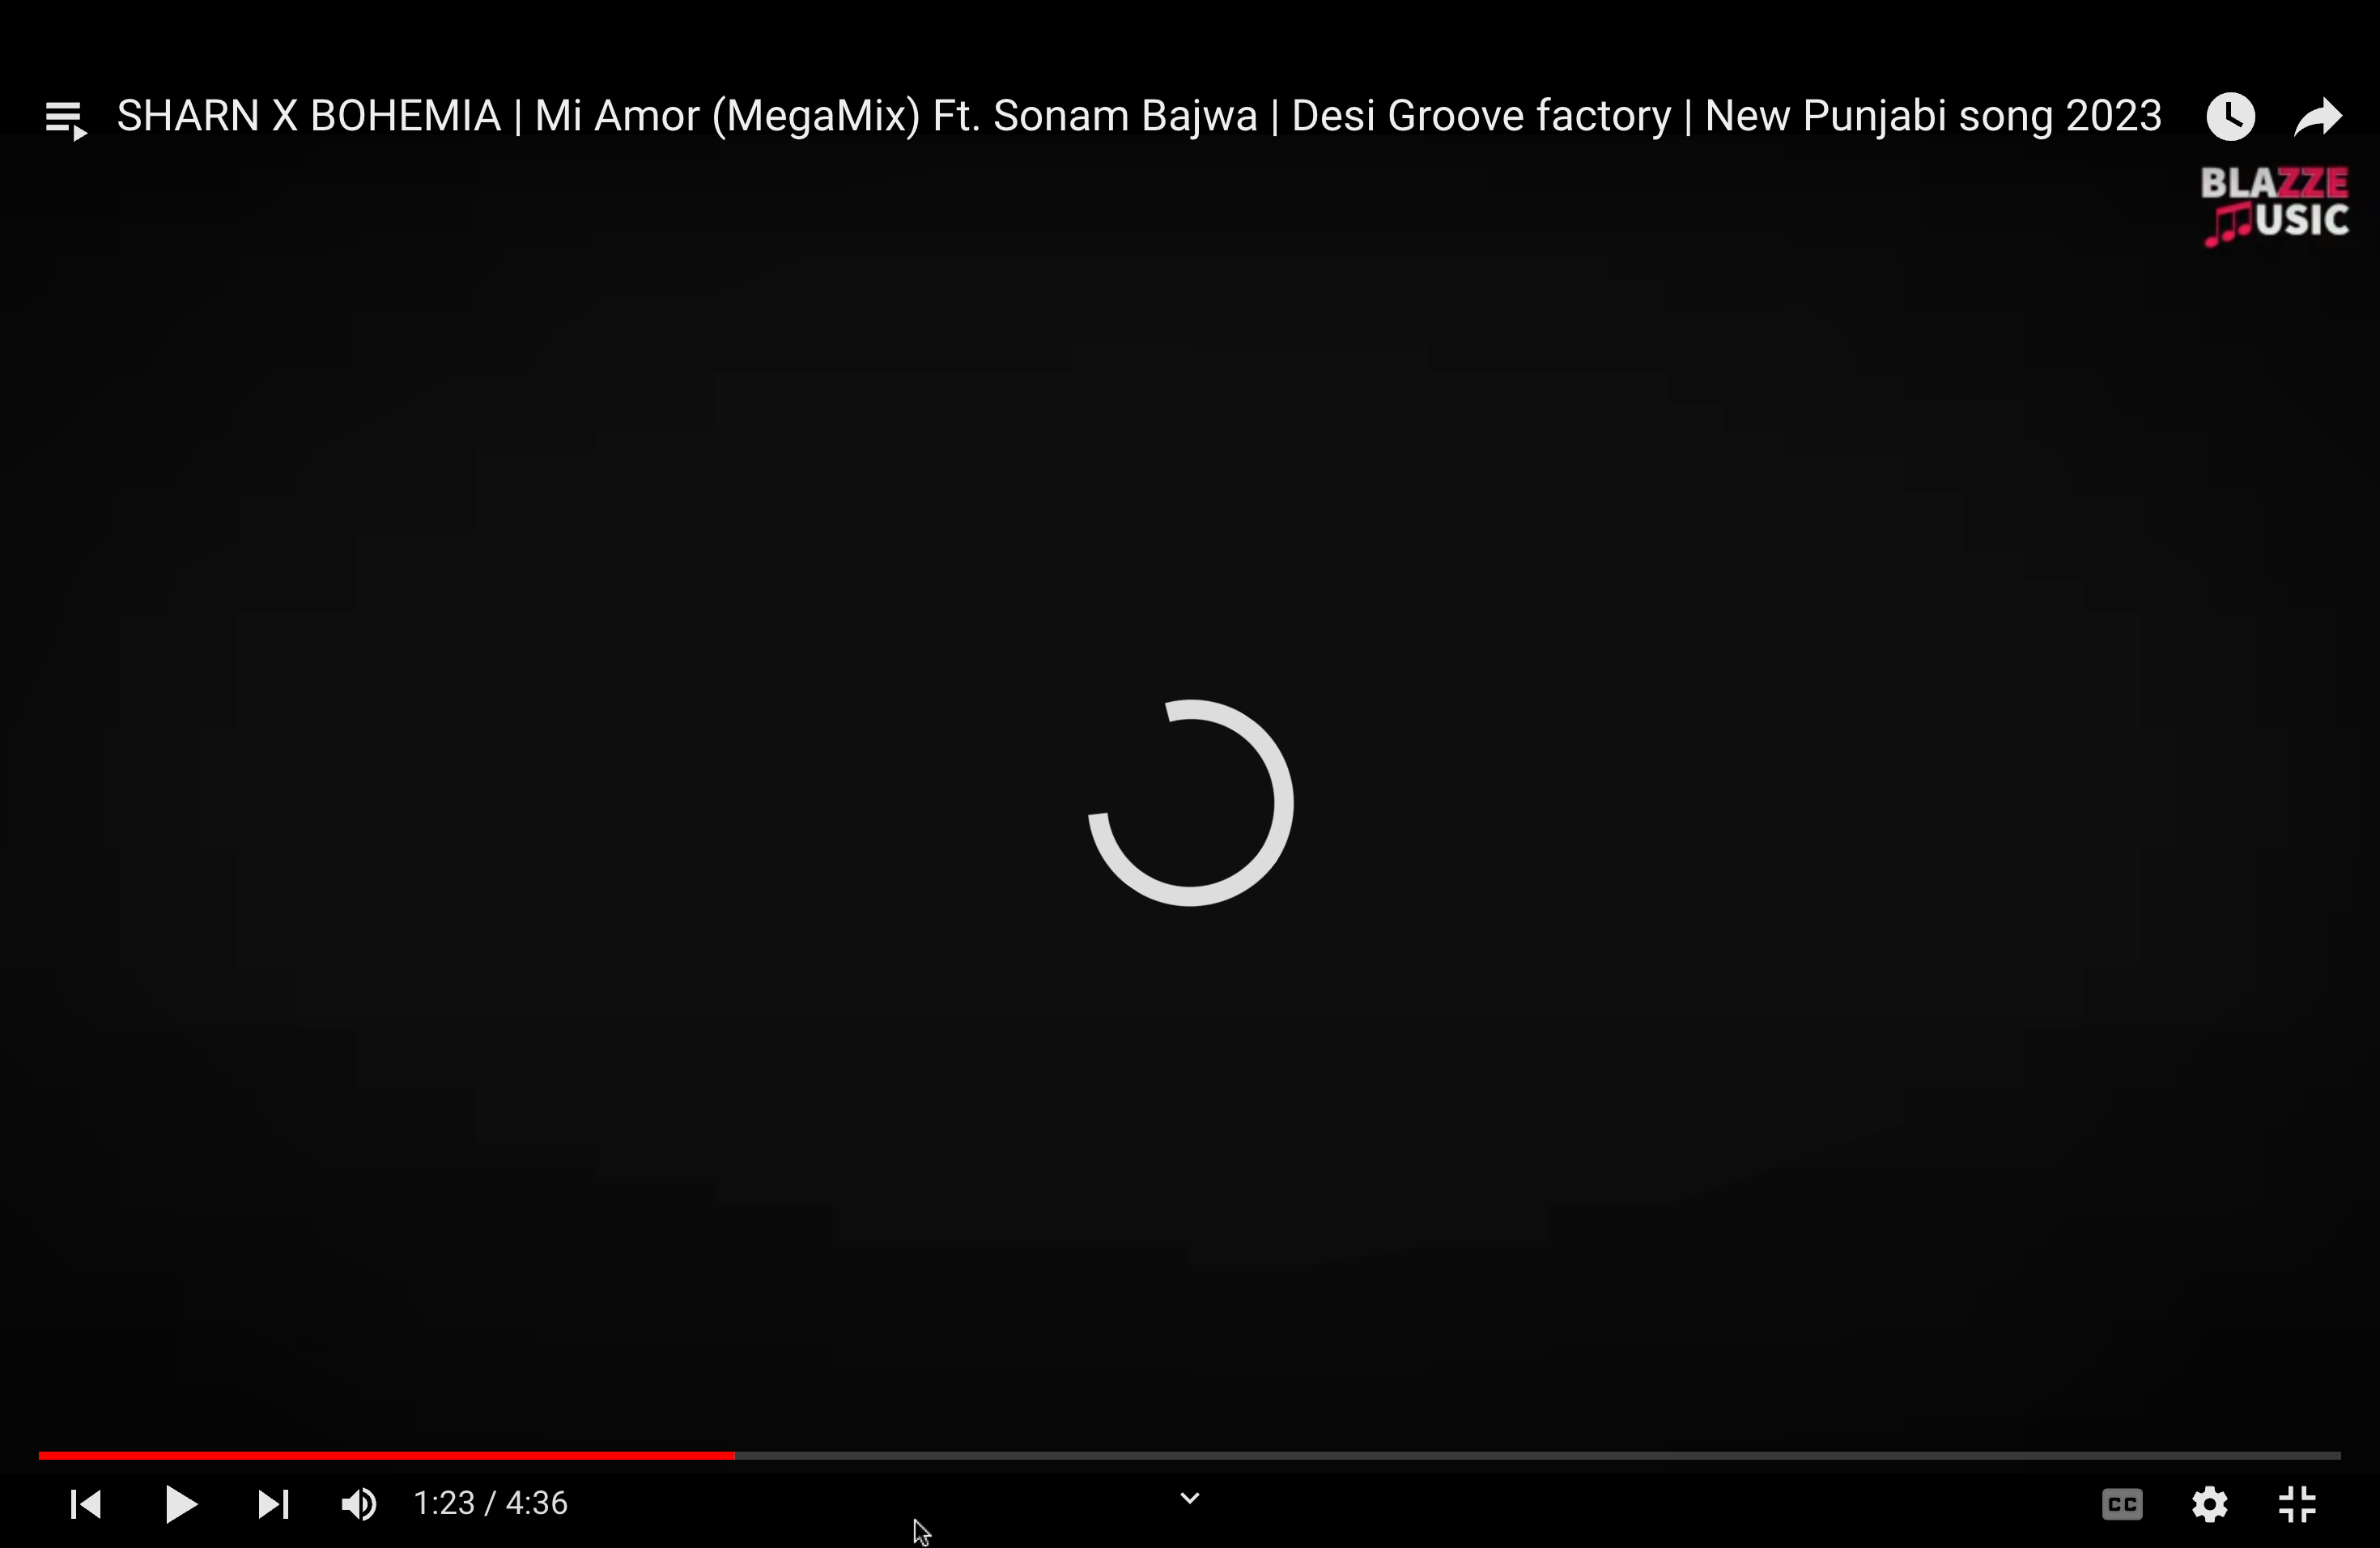 SHARN X BOHEMIA | Mi Amor (MegaMix) Ft. Sonam Bajwa | Desi Groove factory | New Punjabi song 2023
BLAZZE
MUSIC
1:23 / 4:36
CC